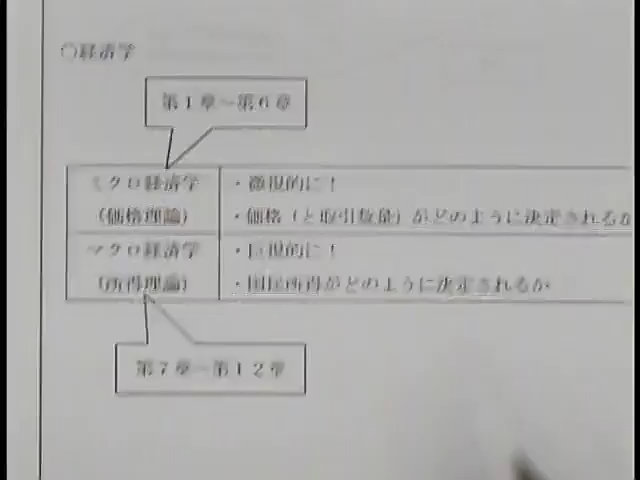 ○経済学
第1章~第6章
ミクロ経済学
(価格理論)
・微視的に!
・価格(と取引数量)がどのように決定されるか
マクロ経済学
(所得理論)
・巨視的に!
・国民所得がどのように決定されるか
第7章~第12章